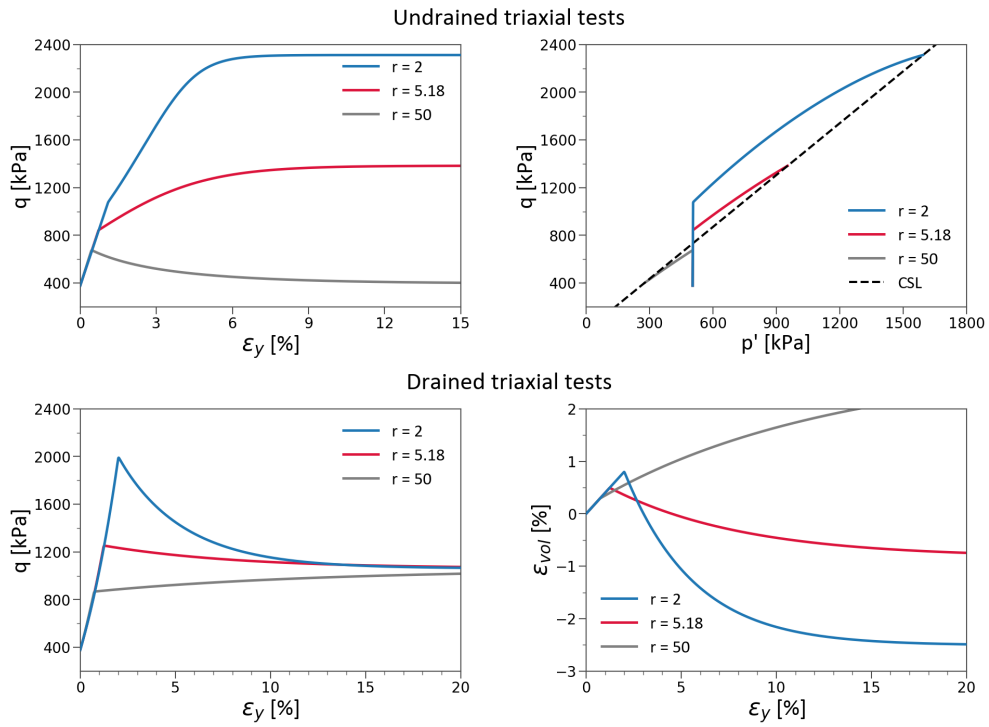 Undrained triaxial tests
2400
2000
1600
1200
800
400
q [kPa]
0 3 6 9 12 15
εy [%]
r = 2
r = 5.18
r = 50
2400
2000
1600
1200
800
400
q [kPa]
0 300 600 900 1200 1500 1800
p' [kPa]
r = 2
r = 5.18
r = 50
CSL
Drained triaxial tests
2400
2000
1600
1200
800
400
q [kPa]
0 5 10 15 20
εy [%]
r = 2
r = 5.18
r = 50
2
1
0
−1
−2
−3
εvol [%]
0 5 10 15 20
εy [%]
r = 2
r = 5.18
r = 50